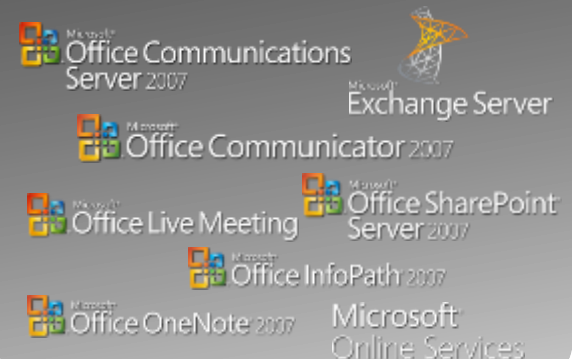 Microsoft®
Office Communications
Server 2007
Microsoft®
Exchange Server
Microsoft®
Office Communicator 2007
Microsoft®
Office Live Meeting
Microsoft®
Office SharePoint®
Server 2007
Microsoft®
Office InfoPath® 2007
Microsoft®
Office OneNote® 2007
Microsoft®
Online Services